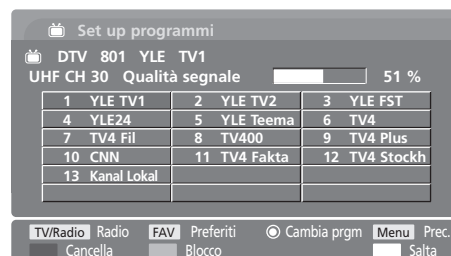 Set up programmi
DTV 801 YLE TV1
UHF CH 30 Qualità segnale 51 %
1 YLE TV1 2 YLE TV2 3 YLE FST
4 YLE24 5 YLE Teema 6 TV4
7 TV4 Fil 8 TV400 9 TV4 Plus
10 CNN 11 TV4 Fakta 12 TV4 Stockh
13 Kanal Lokal
TV/Radio Radio FAV Preferiti Cambia prgm Menu Prec.
Cancella Blocco Salta